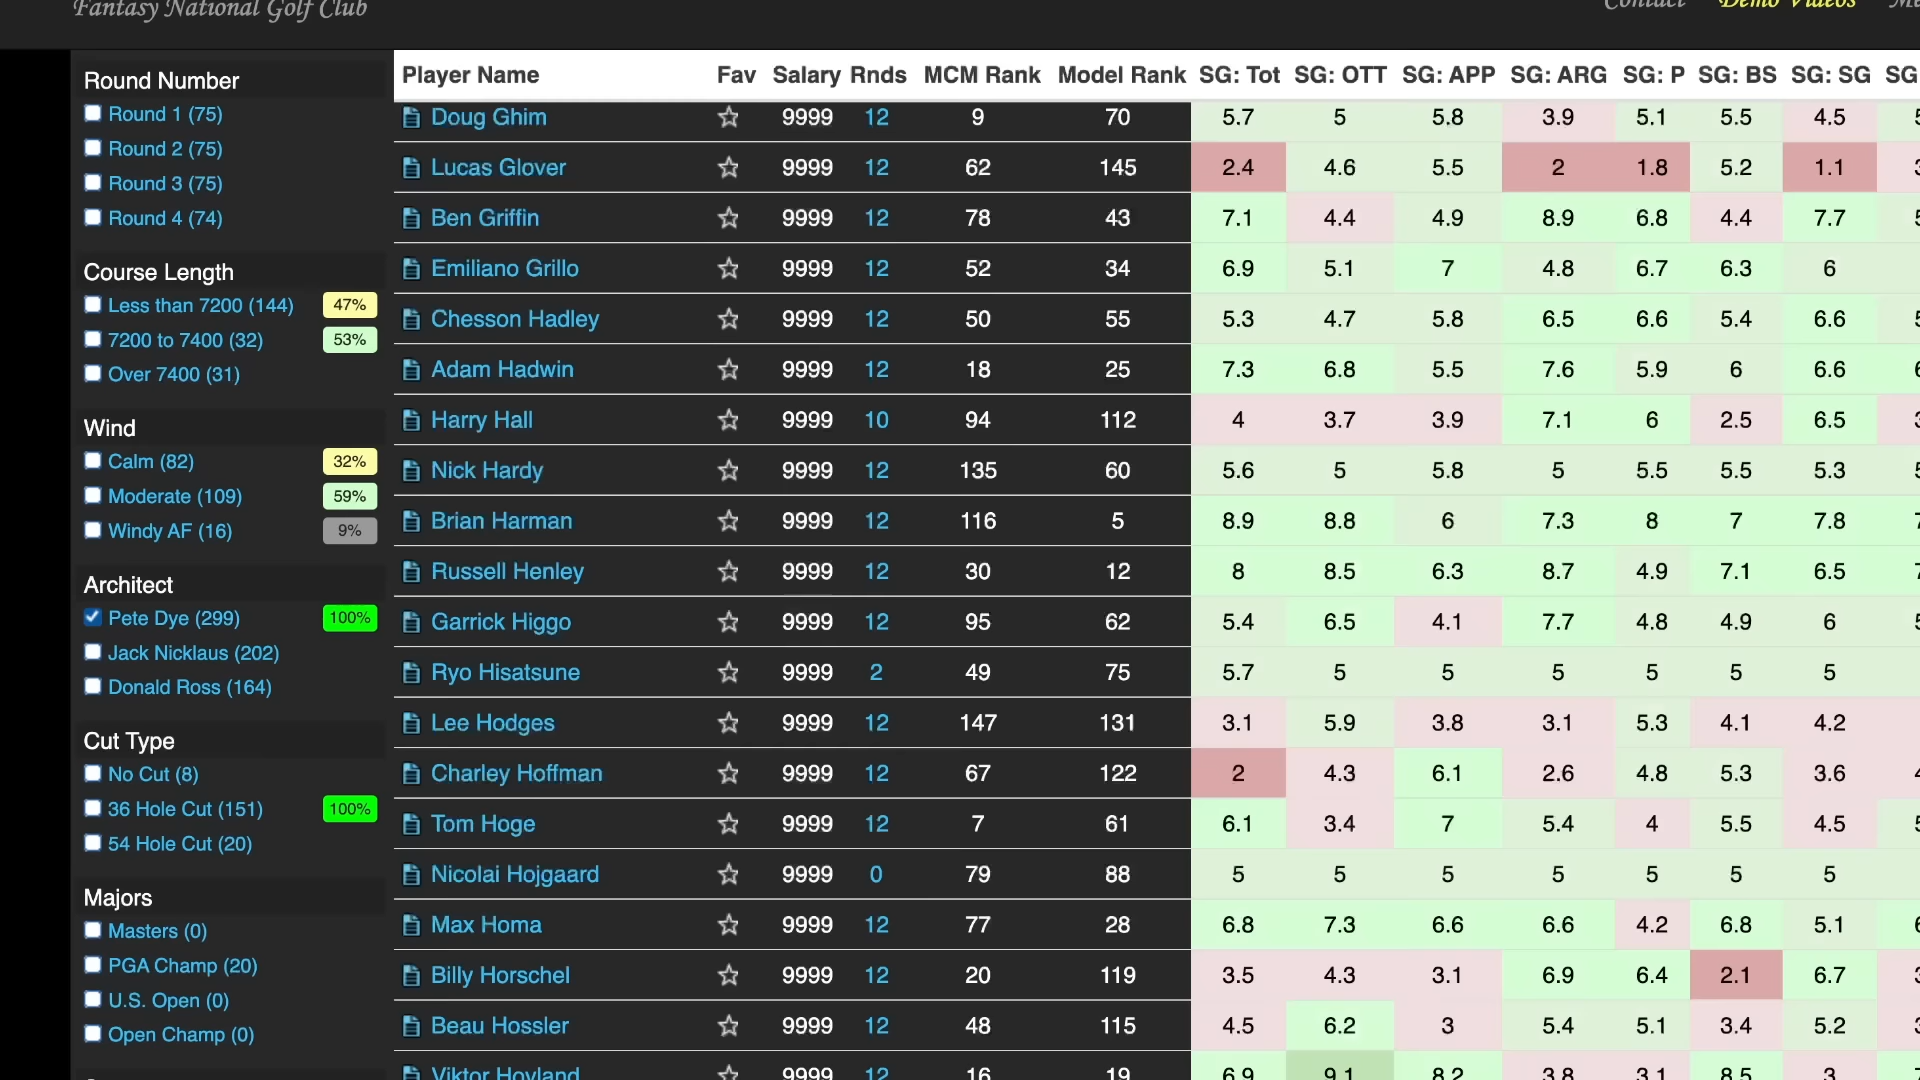 Fantasy National Golf Club
Contact Demo Videos
Round Number
Round 1 (75)
Round 2 (75)
Round 3 (75)
Round 4 (74)
Course Length
Less than 7200 (144) 47%
7200 to 7400 (32) 53%
Over 7400 (31)
Wind
Calm (82) 32%
Moderate (109) 59%
Windy AF (16) 9%
Architect
Pete Dye (299) 100%
Jack Nicklaus (202)
Donald Ross (164)
Cut Type
No Cut (8)
36 Hole Cut (151) 100%
54 Hole Cut (20)
Majors
Masters (0)
PGA Champ (20)
U.S. Open (0)
Open Champ (0)
Player Name Fav Salary Rnds MCM Rank Model Rank SG: Tot SG: OTT SG: APP SG: ARG SG: P SG: BS SG: SG SG
Doug Ghim 9999 12 9 70 5.7 5 5.8 3.9 5.1 5.5 4.5
Lucas Glover 9999 12 62 145 2.4 4.6 5.5 2 1.8 5.2 1.1
Ben Griffin 9999 12 78 43 7.1 4.4 4.9 8.9 6.8 4.4 7.7
Emiliano Grillo 9999 12 52 34 6.9 5.1 7 4.8 6.7 6.3 6
Chesson Hadley 9999 12 50 55 5.3 4.7 5.8 6.5 6.6 5.4 6.6
Adam Hadwin 9999 12 18 25 7.3 6.8 5.5 7.6 5.9 6 6.6
Harry Hall 9999 10 94 112 4 3.7 3.9 7.1 6 2.5 6.5
Nick Hardy 9999 12 135 60 5.6 5 5.8 5 5.5 5.5 5.3
Brian Harman 9999 12 116 5 8.9 8.8 6 7.3 8 7 7.8
Russell Henley 9999 12 30 12 8 8.5 6.3 8.7 4.9 7.1 6.5
Garrick Higgo 9999 12 95 62 5.4 6.5 4.1 7.7 4.8 4.9 6
Ryo Hisatsune 9999 2 49 75 5.7 5 5 5 5 5 5
Lee Hodges 9999 12 147 131 3.1 5.9 3.8 3.1 5.3 4.1 4.2
Charley Hoffman 9999 12 67 122 2 4.3 6.1 2.6 4.8 5.3 3.6
Tom Hoge 9999 12 7 61 6.1 3.4 7 5.4 4 5.5 4.5
Nicolai Hojgaard 9999 0 79 88 5 5 5 5 5 5 5
Max Homa 9999 12 77 28 6.8 7.3 6.6 6.6 4.2 6.8 5.1
Billy Horschel 9999 12 20 119 3.5 4.3 3.1 6.9 6.4 2.1 6.7
Beau Hossler 9999 12 48 115 4.5 6.2 3 5.4 5.1 3.4 5.2
Viktor Hovland 9999 12 16 19 6.9 9.1 8.2 3.8 3.1 8.5 3